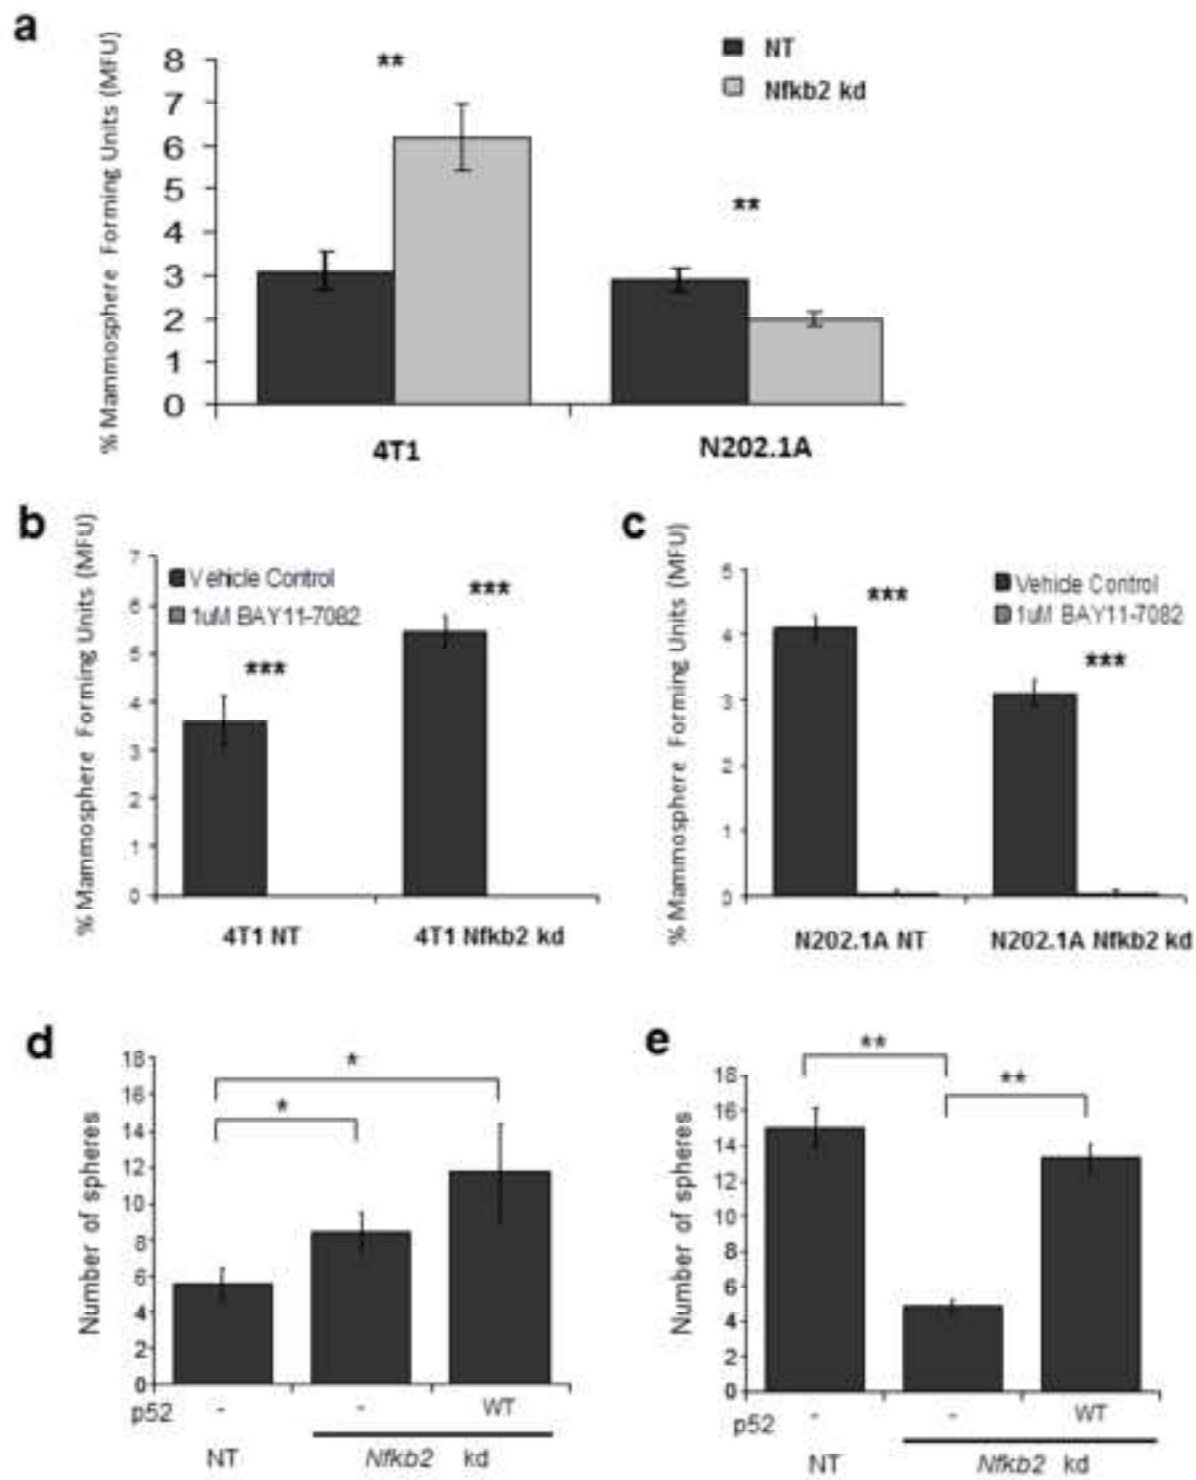 a
% Mammosphere Forming Units (MFU)
8
7
6
5
4
3
2
1
0
**
**
NT
Nfkb2 kd
4T1
N202.1A
b
% Mammosphere Forming Units (MFU)
7
6
5
4
3
2
1
0
Vehicle Control
1uM BAY11-7082
***
***
4T1 NT
4T1 Nfkb2 kd
c
% Mammosphere Forming Units (MFU)
5
4
3
2
1
0
Vehicle Control
1uM BAY11-7082
***
***
N202.1A NT
N202.1A Nfkb2 kd
d
Number of spheres
18
16
14
12
10
8
6
4
2
0
*
*
p52 - - WT
NT Nfkb2 kd
e
Number of spheres
18
16
14
12
10
8
6
4
2
0
**
**
p52 - - WT
NT Nfkb2 kd